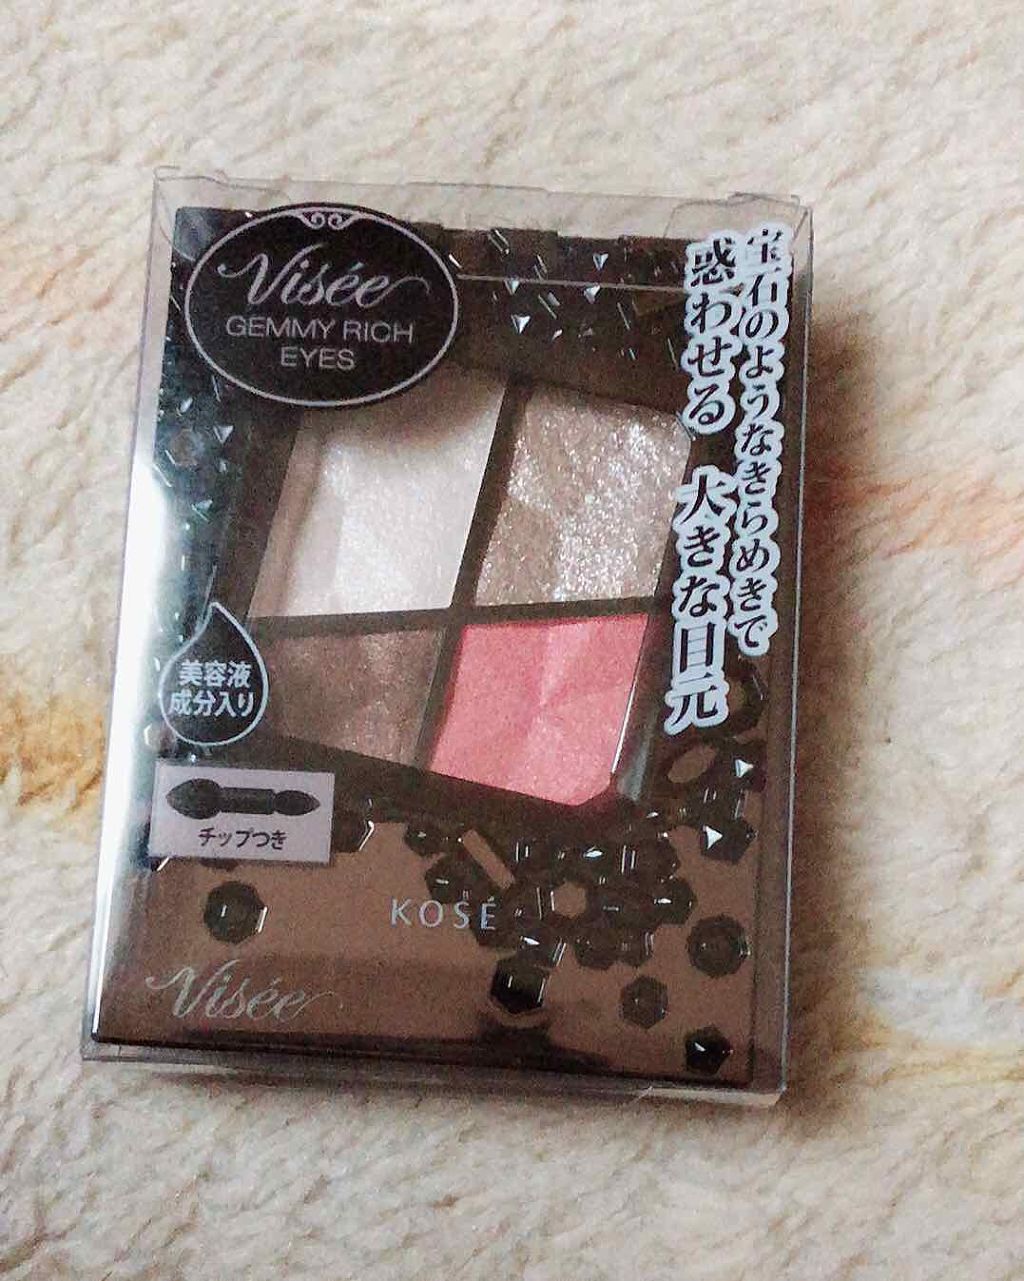 Visée
GEMMY RICH
EYES
宝石のようなきらめきで
惑わせる 大きな目元
美容液
成分入り
チップつき
KOSÉ
Visée